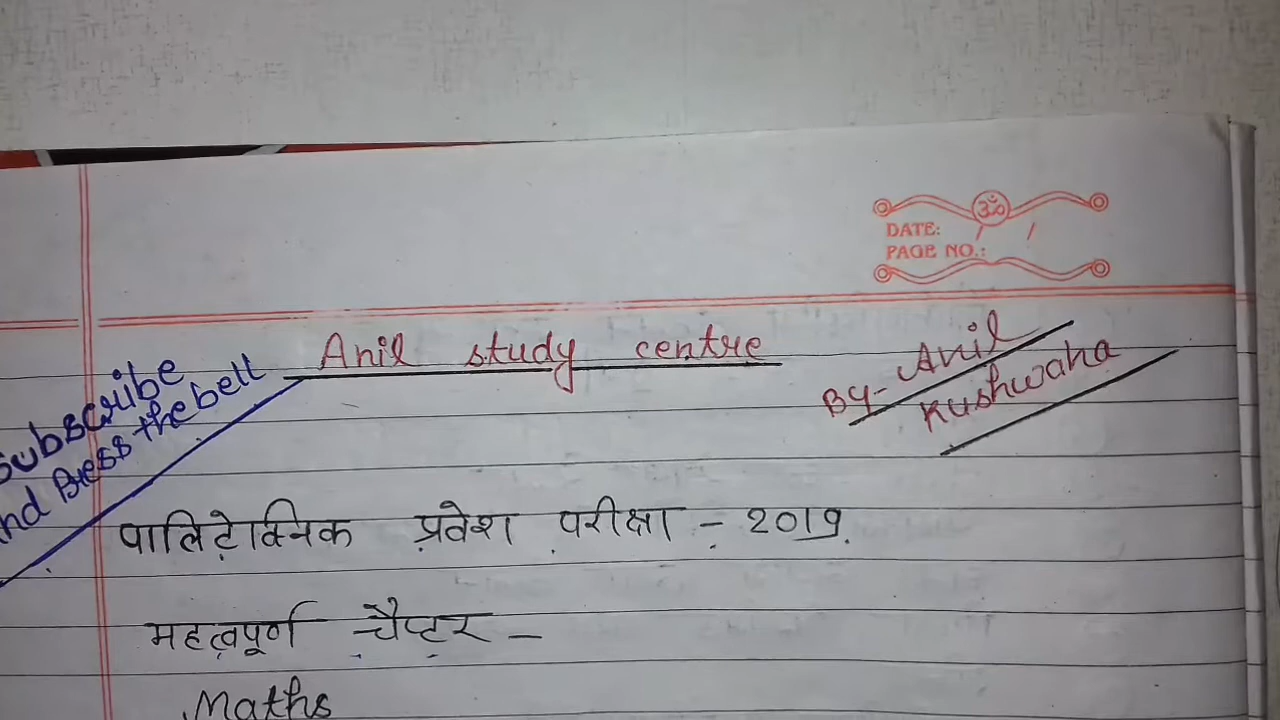 ॐ
DATE: / /
PAGE NO.:
Anil study centre
By- Anil
Kushwaha
Subscribe
nd Press the bell
पालिटेक्निक प्रवेश परीक्षा - 2019
महत्वपूर्ण चैप्टर -
Maths